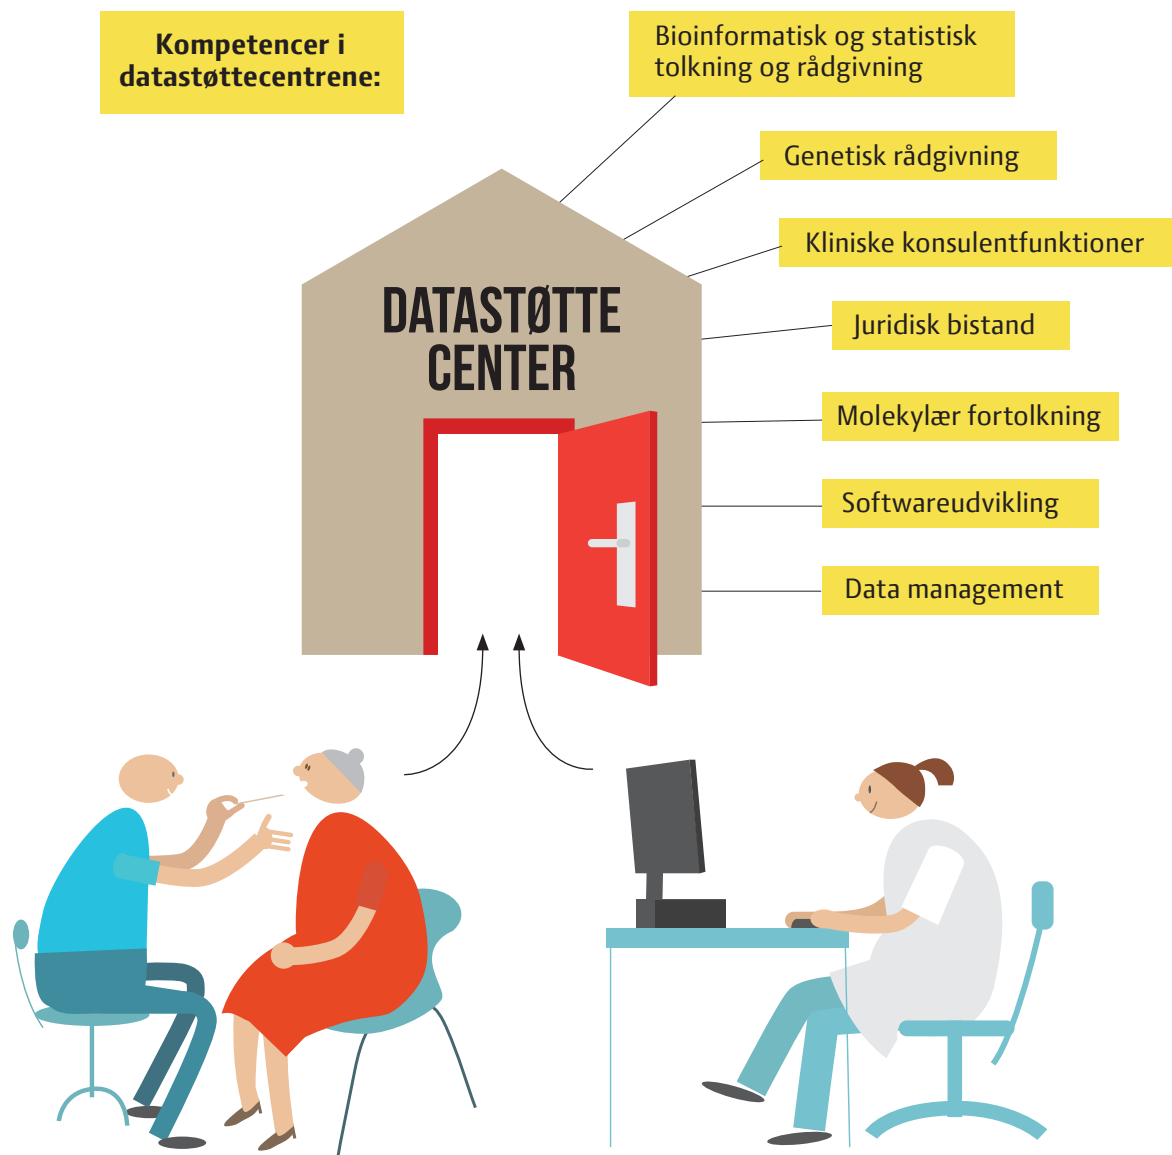 Kompetencer i
datastøttecentrene:
Bioinformatisk og statistisk
tolkning og rådgivning
Genetisk rådgivning
Kliniske konsulentfunktioner
Juridisk bistand
Molekylær fortolkning
Softwareudvikling
Data management
DATASTØTTE
CENTER